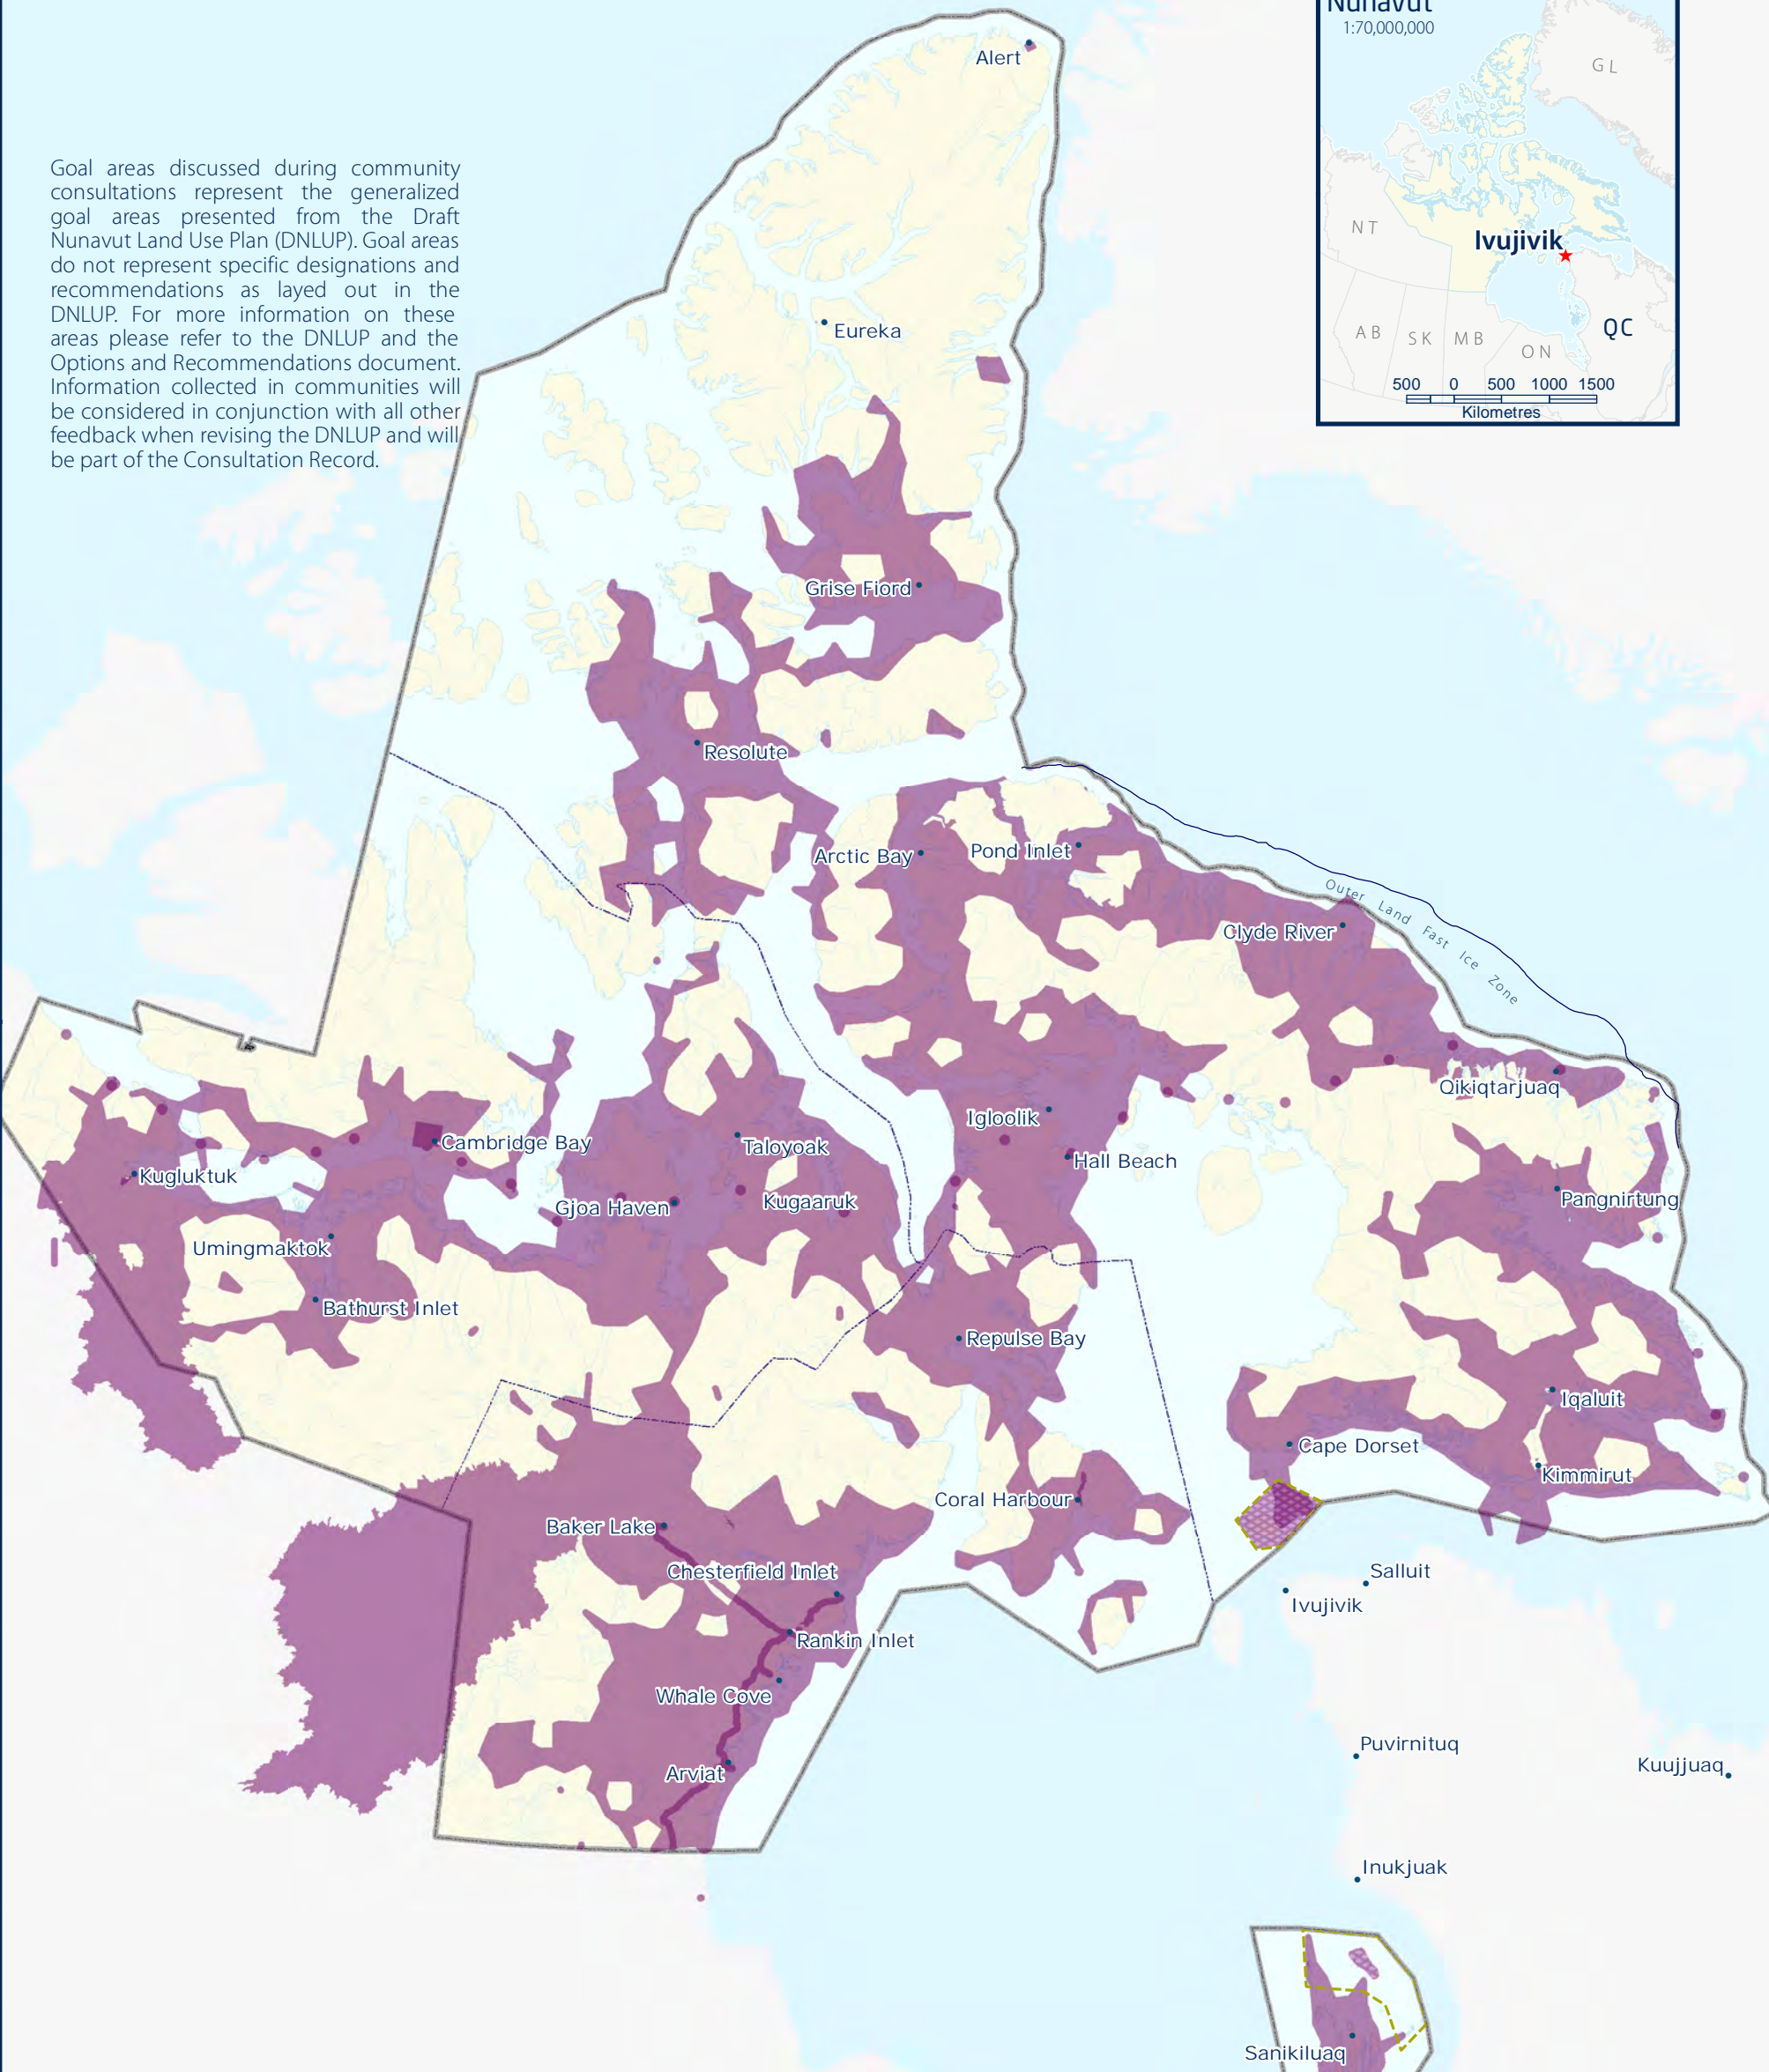 Nunavut
1:70,000,000
GL
NT
Ivujivik
QC
AB
SK
MB
ON
500 0 500 1000 1500
Kilometres
Alert
Goal areas discussed during community
consultations represent the generalized
goal areas presented from the Draft
Nunavut Land Use Plan (DNLUP). Goal areas
do not represent specific designations and
recommendations as layed out in the
DNLUP. For more information on these
areas please refer to the DNLUP and the
Options and Recommendations document.
Information collected in communities will
be considered in conjunction with all other
feedback when revising the DNLUP and will
be part of the Consultation Record.
Eureka
Grise Fiord
Resolute
Arctic Bay
Pond Inlet
Outer Land Fast Ice Zone
Clyde River
Qikiqtarjuaq
Igloolik
Cambridge Bay
Taloyoak
Hall Beach
Kugluktuk
Gjoa Haven
Kugaaruk
Pangnirtung
Umingmaktok
Bathurst Inlet
Repulse Bay
Iqaluit
Cape Dorset
Kimmirut
Coral Harbour
Baker Lake
Chesterfield Inlet
Salluit
Ivujivik
Rankin Inlet
Whale Cove
Puvirnituq
Kuujjuaq
Arviat
Inukjuak
Sanikiluaq